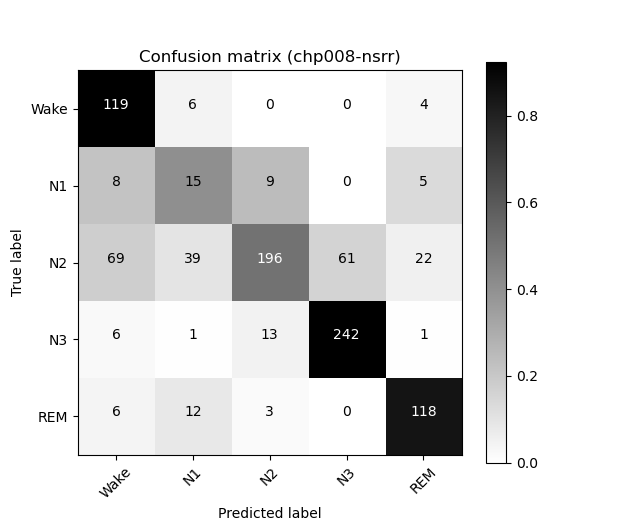 Confusion matrix (chp008-nsrr)
Wake 119 6 0 0 4
N1 8 15 9 0 5
N2 69 39 196 61 22
N3 6 1 13 242 1
REM 6 12 3 0 118
Wake N1 N2 N3 REM
True label
Predicted label
0.8
0.6
0.4
0.2
0.0